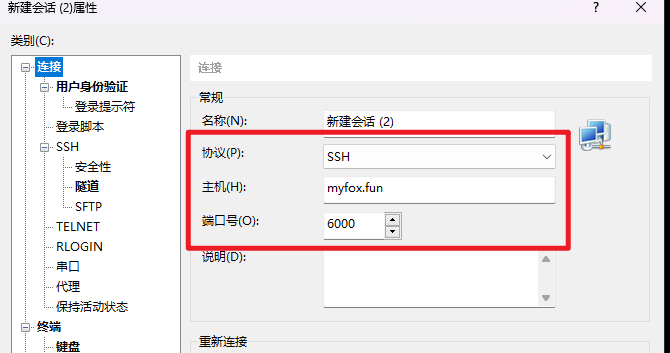 新建会话 (2)属性
? ×
类别(C):
连接
用户身份验证
登录提示符
登录脚本
SSH
安全性
隧道
SFTP
TELNET
RLOGIN
串口
代理
保持活动状态
终端
键盘
连接
常规
名称(N): 新建会话 (2)
协议(P): SSH
主机(H): myfox.fun
端口号(O): 6000
说明(D):
重新连接